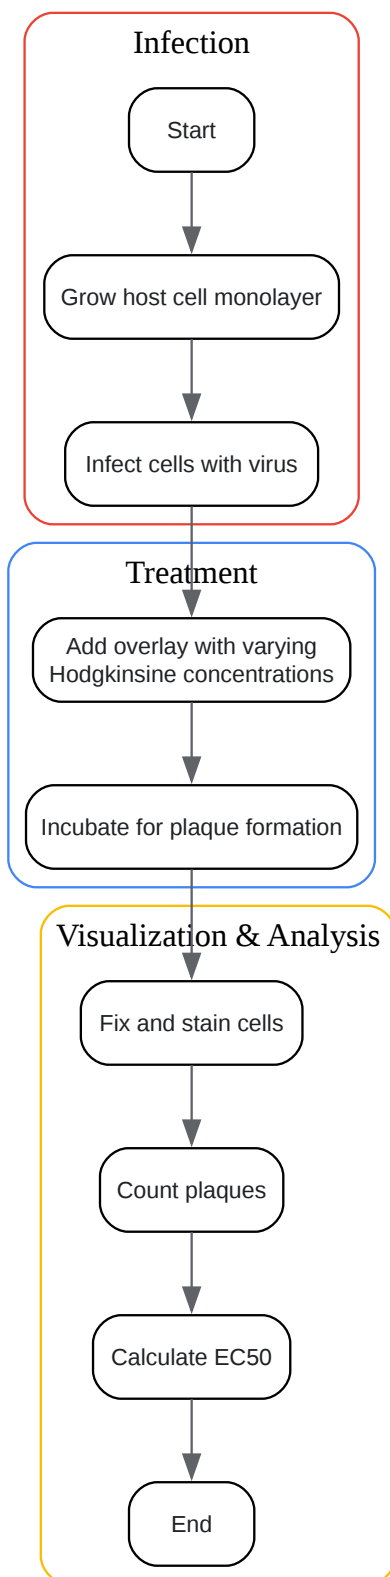 Infection
Start
Grow host cell monolayer
Infect cells with virus
Treatment
Add overlay with varying
Hodgkinsine concentrations
Incubate for plaque formation
Visualization & Analysis
Fix and stain cells
Count plaques
Calculate EC50
End